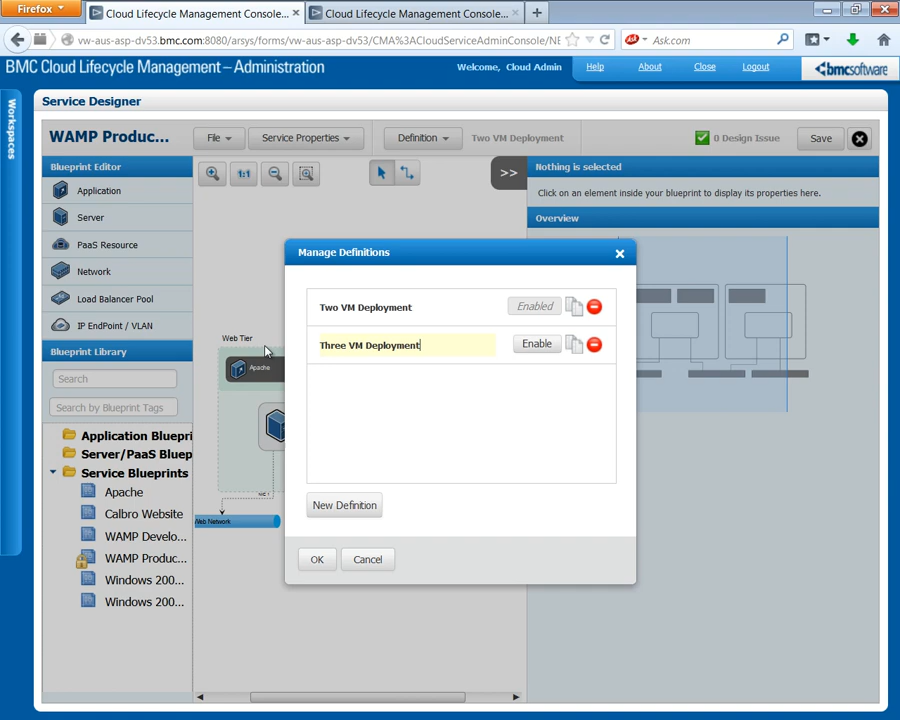 Firefox
Cloud Lifecycle Management Console...
Cloud Lifecycle Management Console...
vw-aus-asp-dv53.bmc.com:8080/arsys/forms/vw-aus-asp-dv53/CMA%3ACloudServiceAdminConsole/NE
Ask.com
BMC Cloud Lifecycle Management – Administration
Welcome, Cloud Admin
Help
About
Close
Logout
bmcsoftware
Workspaces
Service Designer
WAMP Produc...
File
Service Properties
Definition
Two VM Deployment
0 Design Issue
Save
Blueprint Editor
1:1
>>
Nothing is selected
Application
Click on an element inside your blueprint to display its properties here.
Server
Overview
PaaS Resource
Network
Load Balancer Pool
IP EndPoint / VLAN
Manage Definitions
Two VM Deployment
Enabled
Three VM Deployment
Enable
New Definition
OK
Cancel
Web Tier
Apache
Web Network
Blueprint Library
Search
Search by Blueprint Tags
Application Bluepri
Server/PaaS Bluep
Service Blueprints
Apache
Calbro Website
WAMP Develo...
WAMP Produc...
Windows 200...
Windows 200...